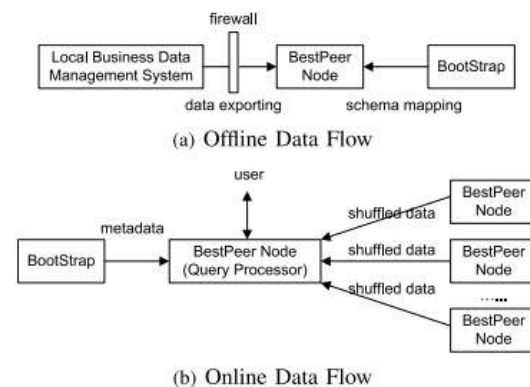 firewall
Local Business Data
Management System
BestPeer
Node
BootStrap
data exporting
schema mapping
(a) Offline Data Flow
user
BestPeer
Node
shuffled data
metadata
BootStrap
BestPeer Node
(Query Processor)
shuffled data
BestPeer
Node
shuffled data
......
BestPeer
Node
(b) Online Data Flow